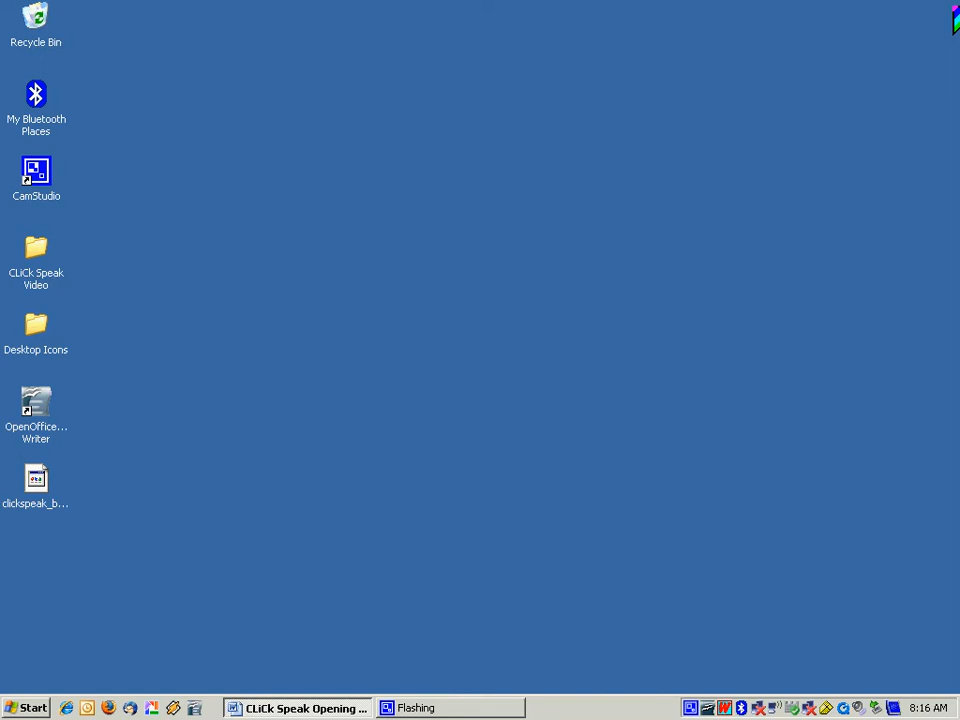 Recycle Bin
My Bluetooth
Places
CamStudio
CLiCk Speak
Video
Desktop Icons
OpenOffice...
Writer
clickspeak_b...
Start
CLiCk Speak Opening ...
Flashing
8:16 AM